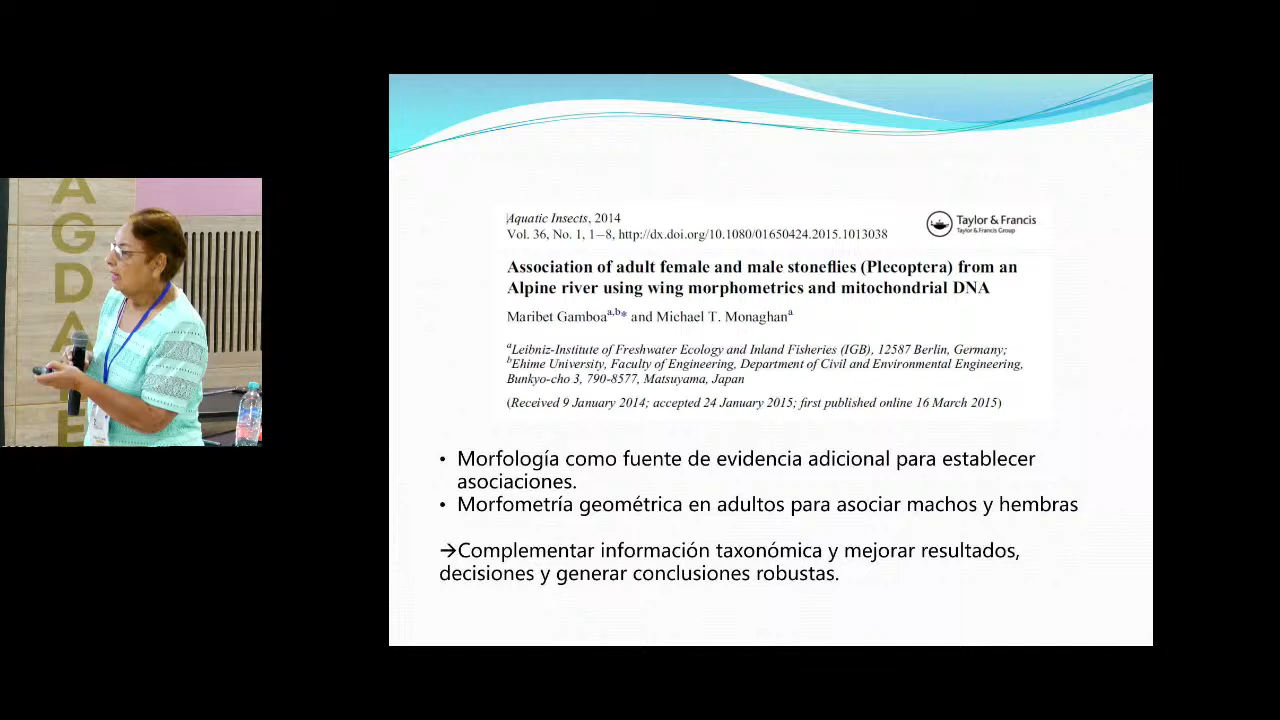 AGDA
E
Aquatic Insects, 2014
Vol. 36, No. 1, 1–8, http://dx.doi.org/10.1080/01650424.2015.1013038
Taylor & Francis
Taylor & Francis Group
Association of adult female and male stoneflies (Plecoptera) from an
Alpine river using wing morphometrics and mitochondrial DNA
Maribet Gamboaa,b* and Michael T. Monaghana
aLeibniz-Institute of Freshwater Ecology and Inland Fisheries (IGB), 12587 Berlin, Germany;
bEhime University, Faculty of Engineering, Department of Civil and Environmental Engineering,
Bunkyo-cho 3, 790-8577, Matsuyama, Japan
(Received 9 January 2014; accepted 24 January 2015; first published online 16 March 2015)
• Morfología como fuente de evidencia adicional para establecer
asociaciones.
• Morfometría geométrica en adultos para asociar machos y hembras
→Complementar información taxonómica y mejorar resultados,
decisiones y generar conclusiones robustas.